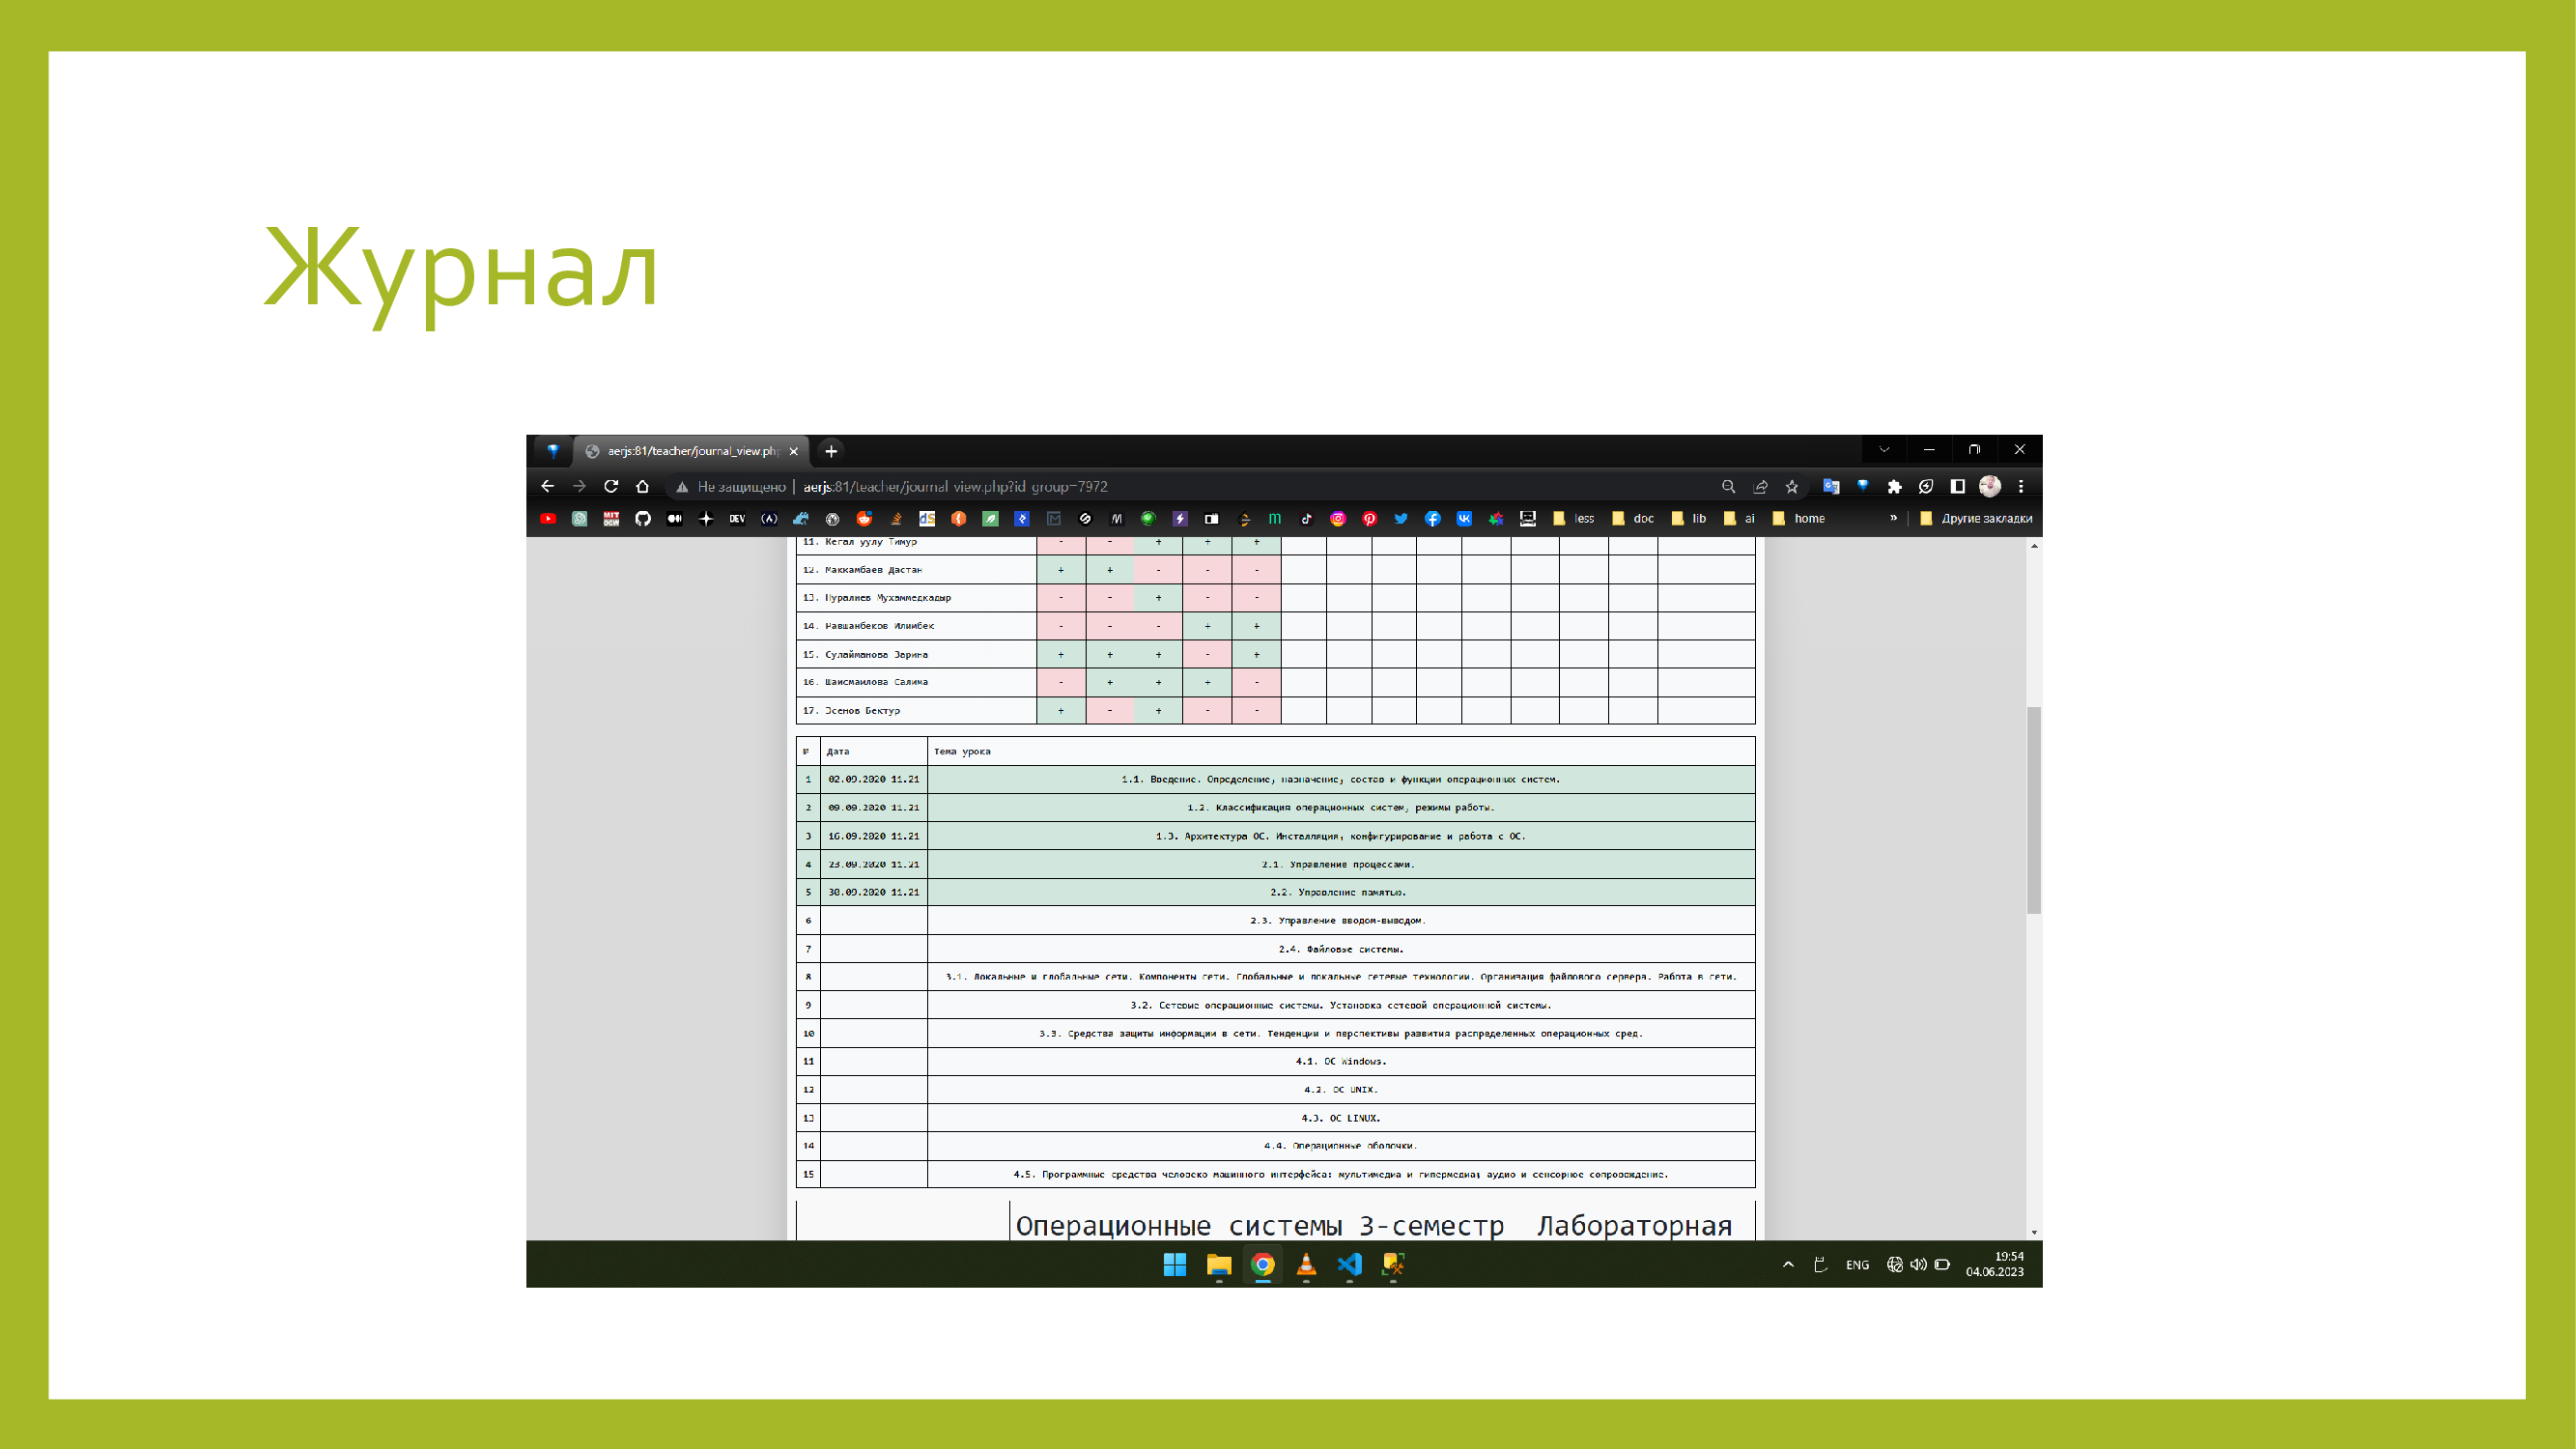 Журнал
aerjs:81/teacher/journal_view.php
Не защищено | aerjs:81/teacher/journal_view.php?id_group=7972
DEV
less doc lib ai home » Другие закладки
11. Кегал уулу Тимур - - + + +
12. Маккамбаев Дастан + + - - -
13. Нуралиев Мухаммедкадыр - - + - -
14. Равшанбеков Илимбек - - - + +
15. Сулайманова Зарина + + + - +
16. Шаисмаилова Салима - + + + -
17. Эсенов Бектур + - + - -
№ Дата Тема урока
1 02.09.2020 11.21 1.1. Введение. Определение, назначение, состав и функции операционных систем.
2 09.09.2020 11.21 1.2. Классификация операционных систем, режимы работы.
3 16.09.2020 11.21 1.3. Архитектура ОС. Инсталляция, конфигурирование и работа с ОС.
4 23.09.2020 11.21 2.1. Управление процессами.
5 30.09.2020 11.21 2.2. Управление памятью.
6 2.3. Управление вводом-выводом.
7 2.4. Файловые системы.
8 3.1. Локальные и глобальные сети. Компоненты сети. Глобальные и локальные сетевые технологии. Организация файлового сервера. Работа в сети.
9 3.2. Сетевые операционные системы. Установка сетевой операционной системы.
10 3.3. Средства защиты информации в сети. Тенденции и перспективы развития распределенных операционных сред.
11 4.1. ОС Windows.
12 4.2. ОС UNIX.
13 4.3. ОС LINUX.
14 4.4. Операционные оболочки.
15 4.5. Программные средства человеко машинного интерфейса: мультимедиа и гипермедиа; аудио и сенсорное сопровождение.
Операционные системы 3-семестр Лабораторная
ENG
19:54
04.06.2023